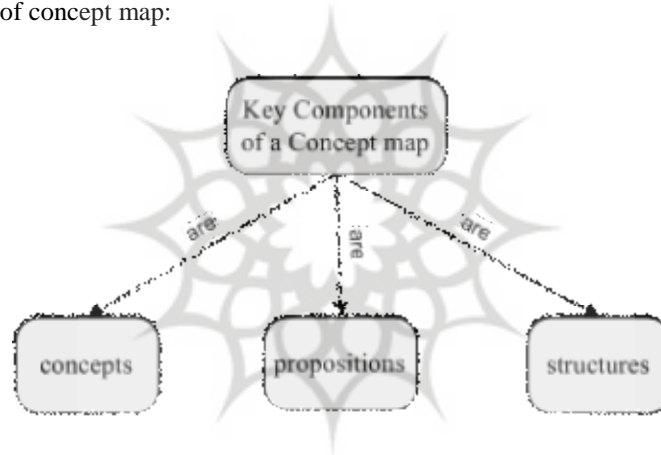 of concept map:
Key Components
of a Concept map
are
are
are
concepts
propositions
structures